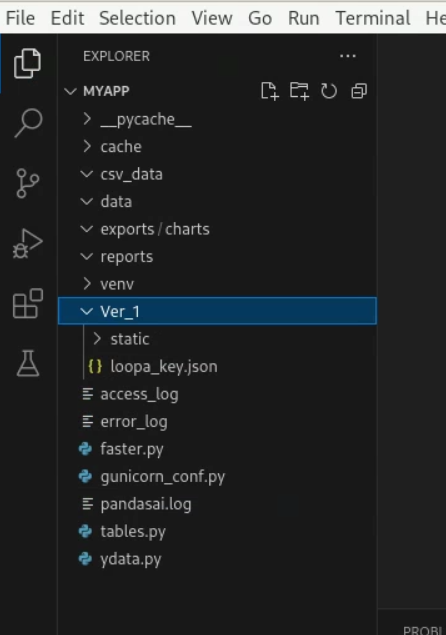 File Edit Selection View Go Run Terminal He
EXPLORER ...
MYAPP
__pycache__
cache
csv_data
data
exports/charts
reports
venv
Ver_1
static
{} loopa_key.json
access_log
error_log
faster.py
gunicorn_conf.py
pandasai.log
tables.py
ydata.py
PROBL